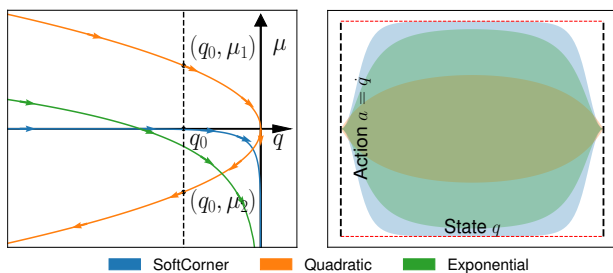 (q₀, μ₁)
μ
q₀
q
(q₀, μ₂)
Action a = q̇
State q
SoftCorner
Quadratic
Exponential